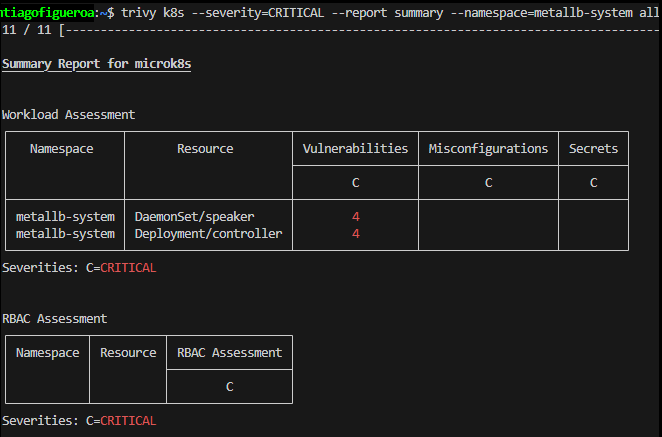 ntiagofigueroa:~$ trivy k8s --severity=CRITICAL --report summary --namespace=metallb-system all
11 / 11 [-----------------------------------------------------------------------------------------
Summary Report for microk8s
Workload Assessment
Namespace Resource Vulnerabilities Misconfigurations Secrets
C C C
metallb-system DaemonSet/speaker 4
metallb-system Deployment/controller 4
Severities: C=CRITICAL
RBAC Assessment
Namespace Resource RBAC Assessment
C
Severities: C=CRITICAL